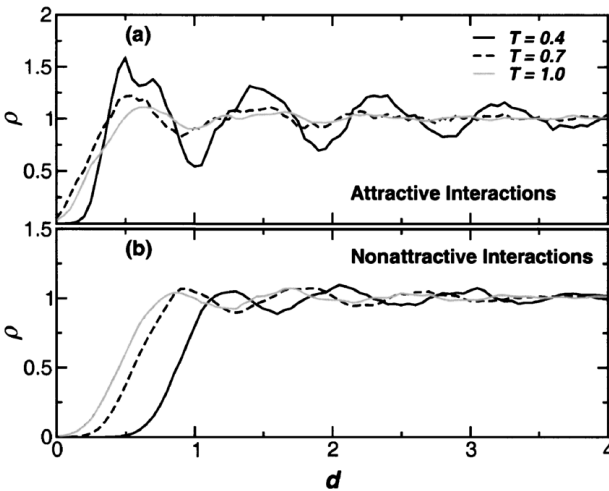 2
(a)
T = 0.4
T = 0.7
T = 1.0
1.5
ρ
1
0.5
Attractive Interactions
1.5
(b)
Nonattractive Interactions
1
ρ
0.5
0
0 1 2 3 4
d